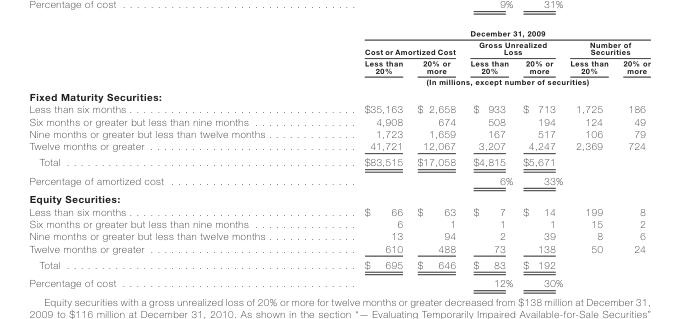 Percentage of cost . . . . . . . . . . . . . . . . . . . . . . . . . . . . . . . . . . . 9% 31%
December 31, 2009
Cost or Amortized Cost Gross Unrealized Loss Number of Securities
Less than 20% 20% or more Less than 20% 20% or more Less than 20% 20% or more
(In millions, except number of securities)
Fixed Maturity Securities:
Less than six months . . . . . . . . . . . . . . . . . . . . . . . . . . . . . . . . . $35,163 $ 2,658 $ 933 $ 713 1,725 186
Six months or greater but less than nine months . . . . . . . . . . . . . . . 4,908 674 508 194 124 49
Nine months or greater but less than twelve months . . . . . . . . . . . . . 1,723 1,659 167 517 106 79
Twelve months or greater . . . . . . . . . . . . . . . . . . . . . . . . . . . . . . 41,721 12,067 3,207 4,247 2,369 724
Total . . . . . . . . . . . . . . . . . . . . . . . . . . . . . . . . . . . . . . . . . . $83,515 $17,058 $4,815 $5,671
Percentage of amortized cost . . . . . . . . . . . . . . . . . . . . . . . . . . . 6% 33%
Equity Securities:
Less than six months . . . . . . . . . . . . . . . . . . . . . . . . . . . . . . . . . $ 66 $ 63 $ 7 $ 14 199 8
Six months or greater but less than nine months . . . . . . . . . . . . . . . 6 1 1 1 15 2
Nine months or greater but less than twelve months . . . . . . . . . . . . . 13 94 2 39 8 6
Twelve months or greater . . . . . . . . . . . . . . . . . . . . . . . . . . . . . . 610 488 73 138 50 24
Total . . . . . . . . . . . . . . . . . . . . . . . . . . . . . . . . . . . . . . . . . . $ 695 $ 646 $ 83 $ 192
Percentage of cost . . . . . . . . . . . . . . . . . . . . . . . . . . . . . . . . . . . 12% 30%
Equity securities with a gross unrealized loss of 20% or more for twelve months or greater decreased from $138 million at December 31,
2009 to $116 million at December 31, 2010. As shown in the section “— Evaluating Temporarily Impaired Available-for-Sale Securities”